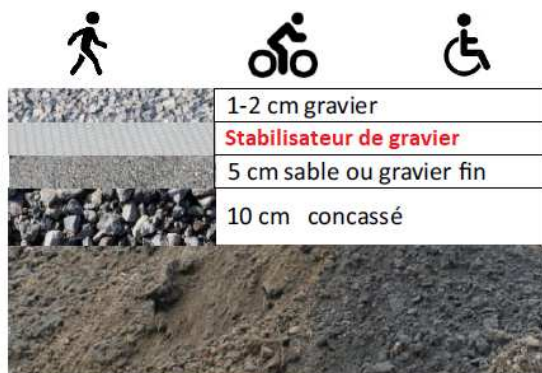 1-2 cm gravier
Stabilisateur de gravier
5 cm sable ou gravier fin
10 cm concassé